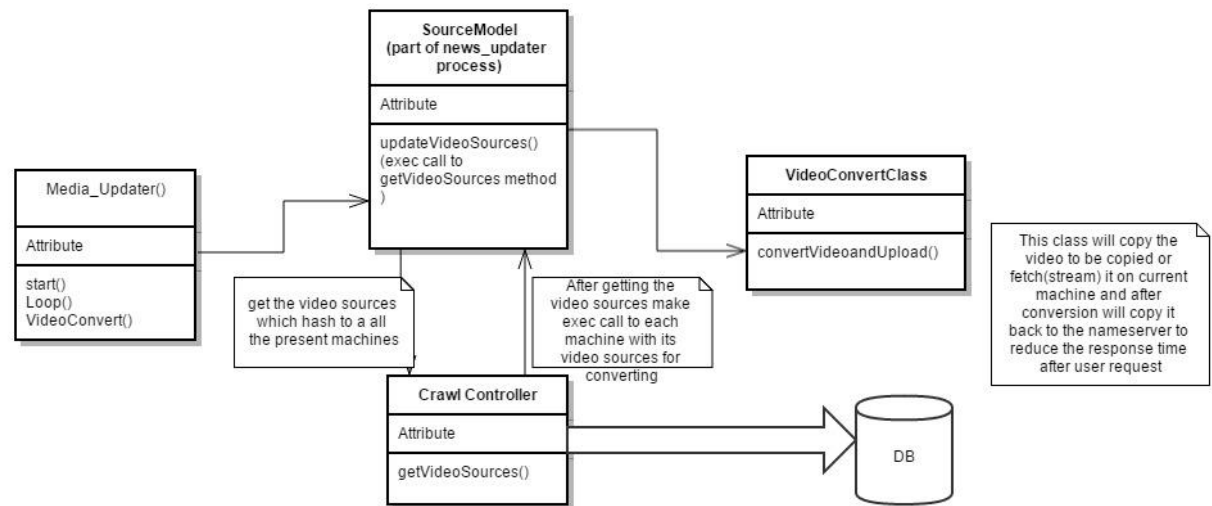 SourceModel
(part of news_updater
process)
Attribute
updateVideoSources()
(exec call to
getVideoSources method
)
Media_Updater()
Attribute
start()
Loop()
VideoConvert()
VideoConvertClass
Attribute
convertVideoandUpload()
This class will copy the
video to be copied or
fetch(stream) it on current
machine and after
conversion will copy it
back to the nameserver to
reduce the response time
after user request
get the video sources
which hash to a all
the present machines
After getting the
video sources make
exec call to each
machine with its
video sources for
converting
Crawl Controller
Attribute
getVideoSources()
DB